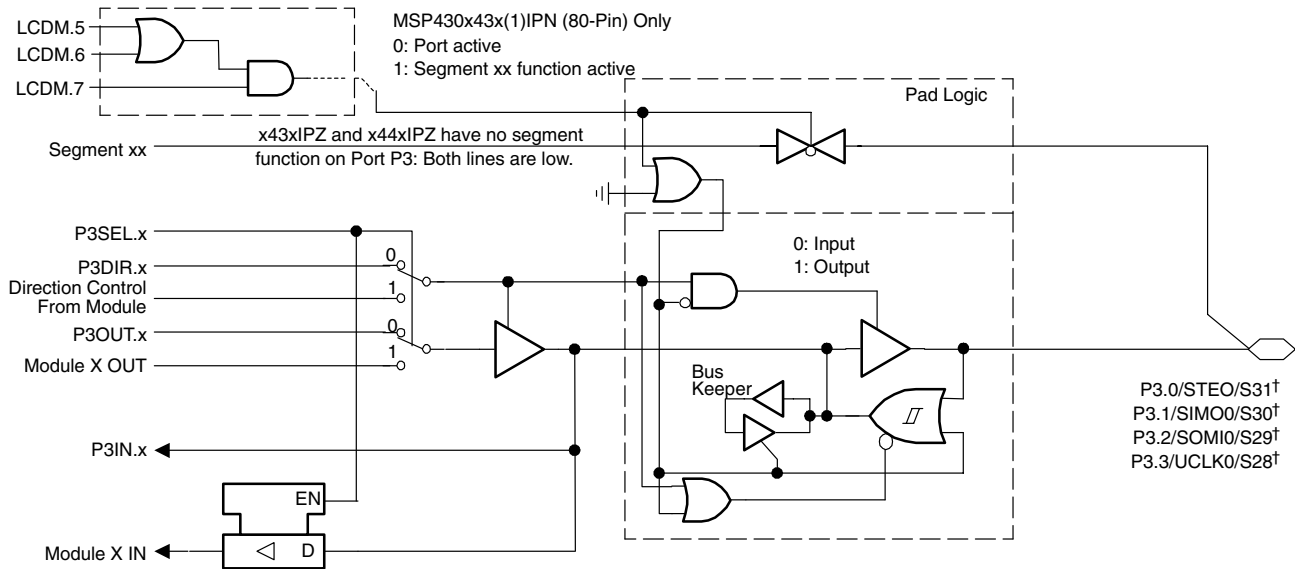 LCDM.5
LCDM.6
LCDM.7
MSP430x43x(1)IPN (80-Pin) Only
0: Port active
1: Segment xx function active
Pad Logic
x43xIPZ and x44xIPZ have no segment
function on Port P3: Both lines are low.
Segment xx
P3SEL.x
0: Input
1: Output
0
P3DIR.x
Direction Control
From Module
1
0
P3OUT.x
1
Module X OUT
Bus
Keeper
P3.0/STEO/S31†
P3.1/SIMO0/S30†
P3.2/SOMI0/S29†
P3.3/UCLK0/S28†
P3IN.x
EN
Module X IN
D